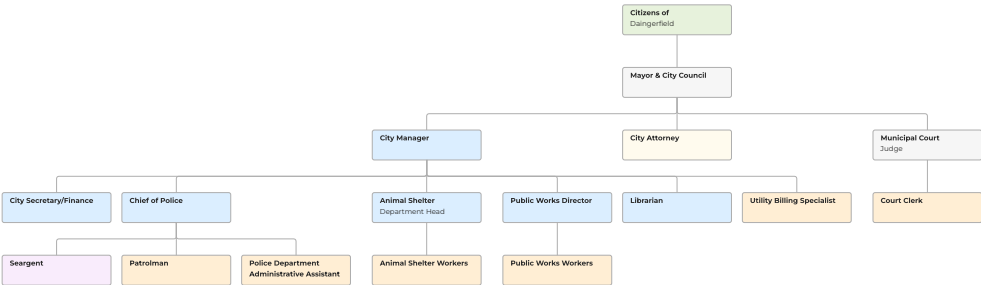 Citizens of
Daingerfield
Mayor & City Council
City Manager
City Attorney
Municipal Court
Judge
City Secretary/Finance
Chief of Police
Animal Shelter
Department Head
Public Works Director
Librarian
Utility Billing Specialist
Court Clerk
Seargent
Patrolman
Police Department
Administrative Assistant
Animal Shelter Workers
Public Works Workers